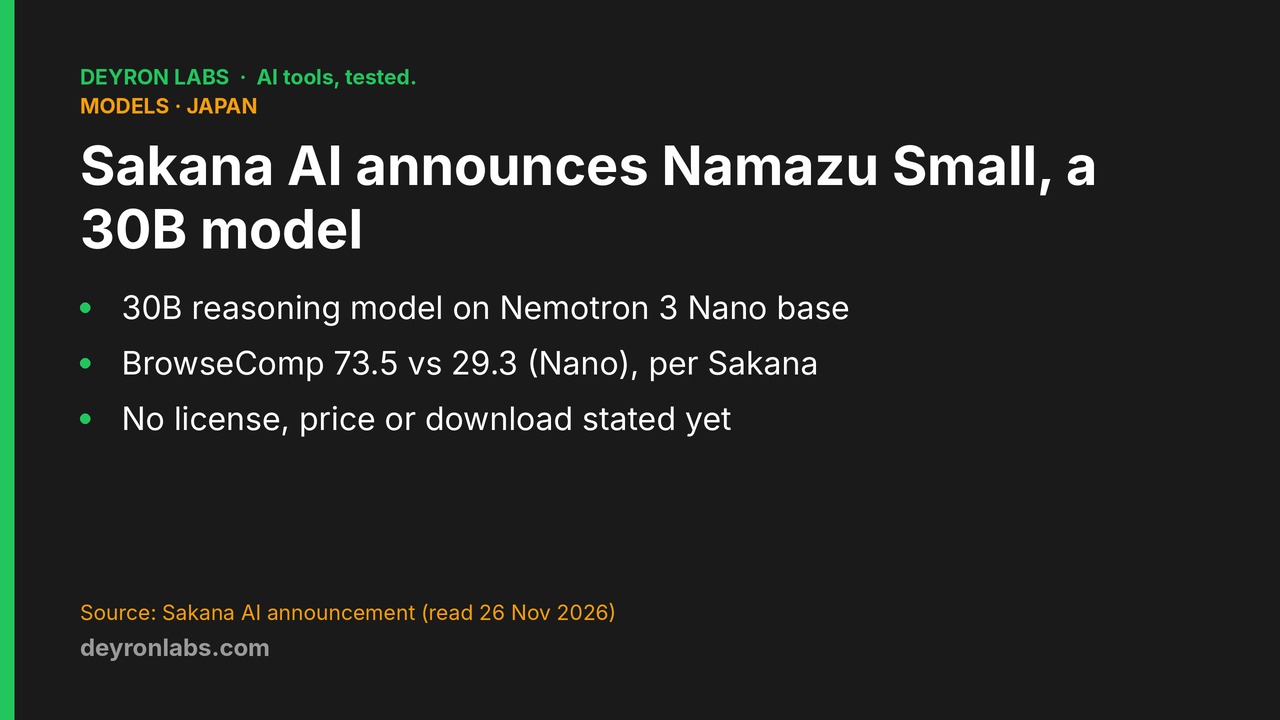 DEYRON LABS · AI tools, tested.
MODELS · JAPAN
Sakana AI announces Namazu Small, a
30B model
• 30B reasoning model on Nemotron 3 Nano base
• BrowseComp 73.5 vs 29.3 (Nano), per Sakana
• No license, price or download stated yet
Source: Sakana AI announcement (read 26 Nov 2026)
deyronlabs.com